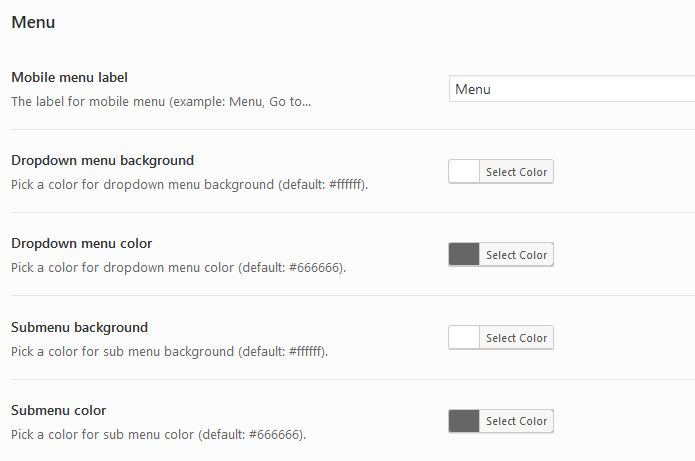 Menu
Mobile menu label
The label for mobile menu (example: Menu, Go to...
Menu
Dropdown menu background
Pick a color for dropdown menu background (default: #ffffff).
Select Color
Dropdown menu color
Pick a color for dropdown menu color (default: #666666).
Select Color
Submenu background
Pick a color for sub menu background (default: #ffffff).
Select Color
Submenu color
Pick a color for sub menu color (default: #666666).
Select Color